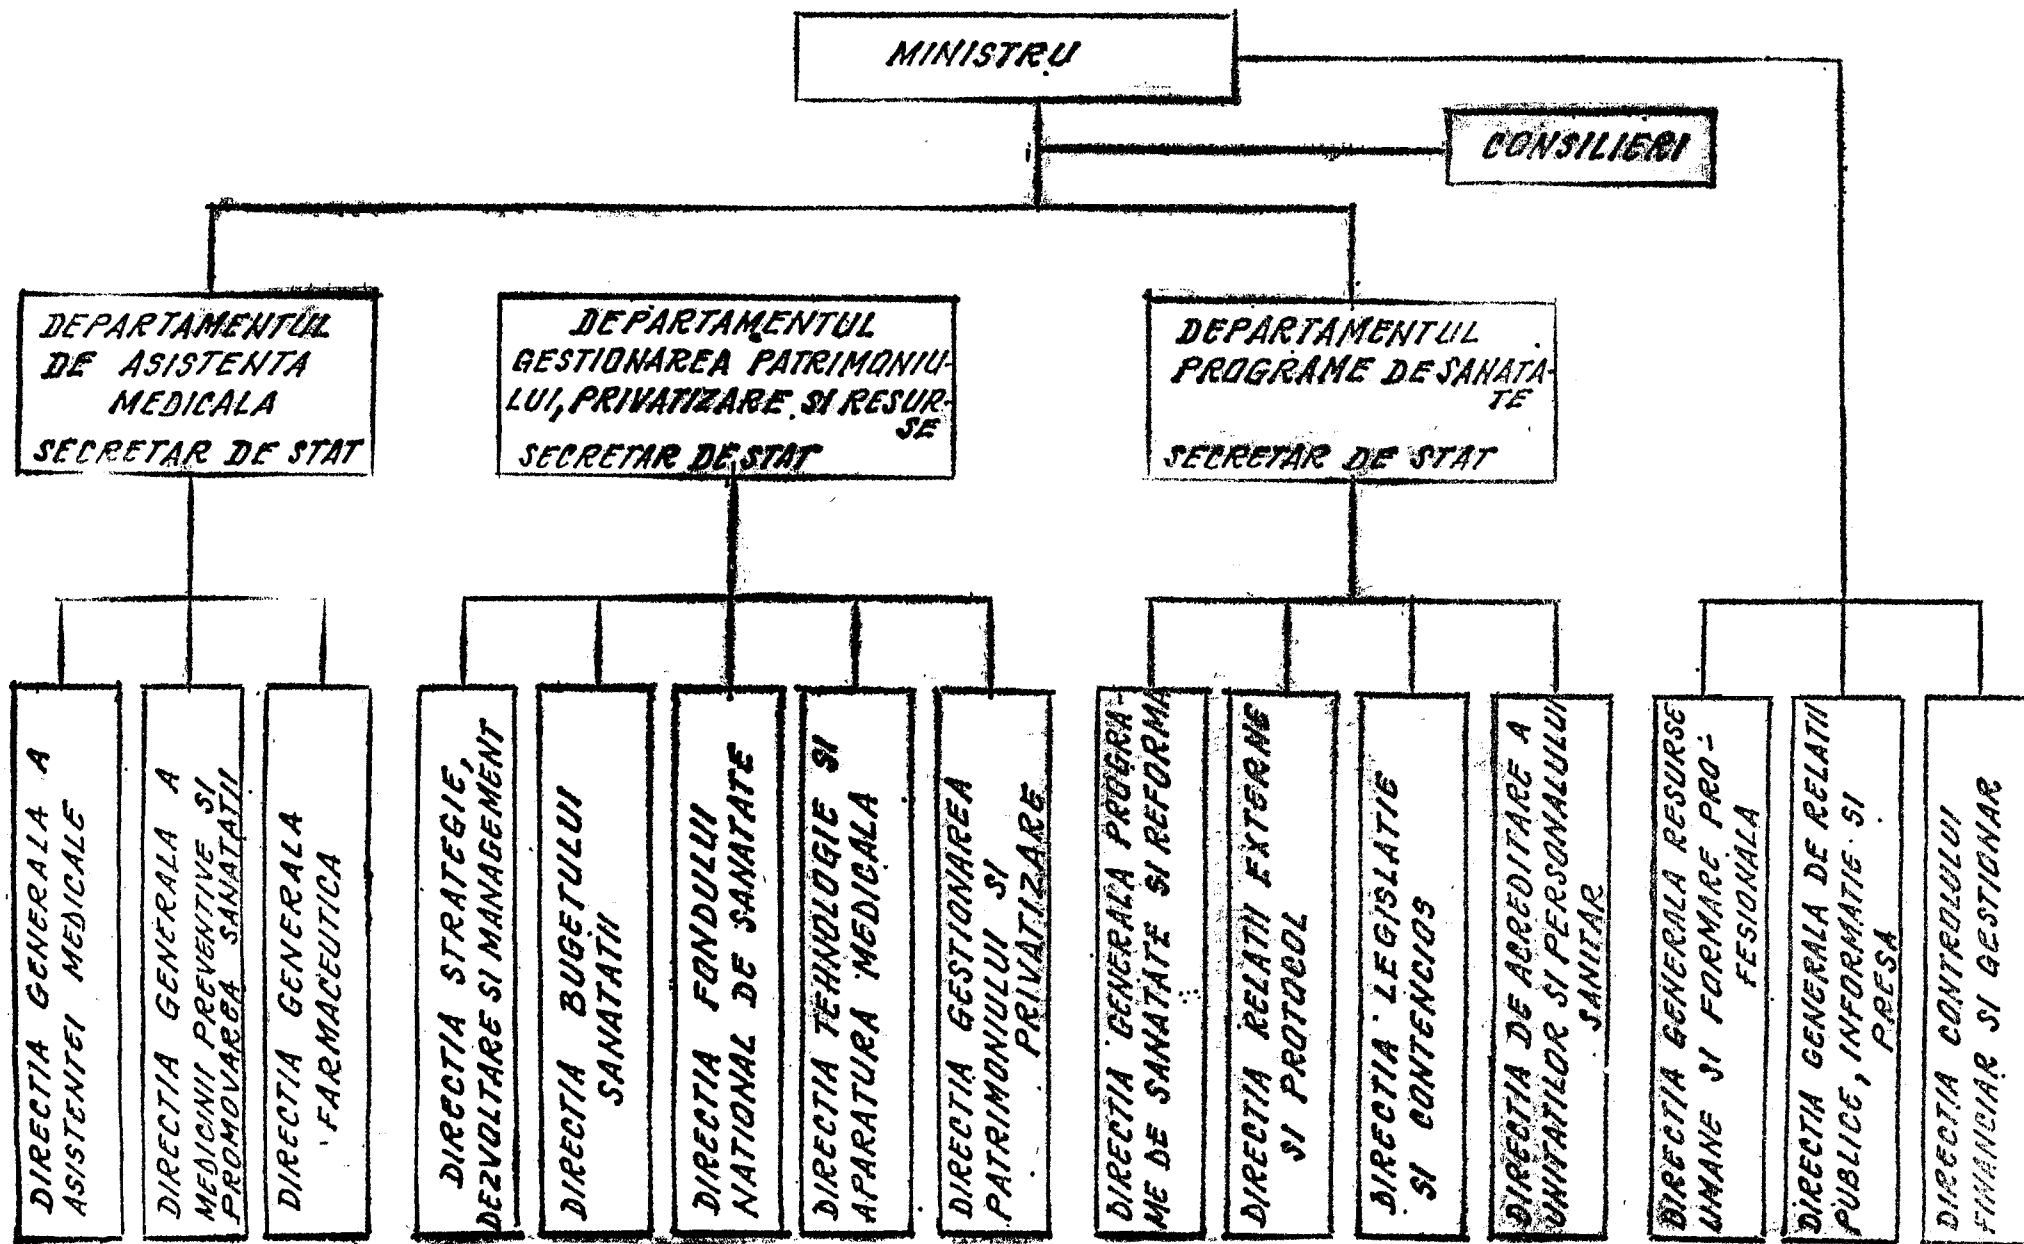 MINISTRU
CONSILIERI
DEPARTAMENTUL
DE ASISTENTA
MEDICALA
SECRETAR DE STAT
DEPARTAMENTUL
GESTIONAREA PATRIMONIU-
LUI, PRIVATIZARE SI RESUR-
SE
SECRETAR DE STAT
DEPARTAMENTUL
PROGRAME DE SANATA-
TE
SECRETAR DE STAT
DIRECTIA GENERALA A
ASISTENTEI MEDICALE
DIRECTIA GENERALA A
MEDICINII PREVENTIVE SI
PROMOVAREA SANATATII
DIRECTIA GENERALA
FARMACEUTICA
DIRECTIA STRATEGIE,
DEZVOLTARE SI MANAGEMENT
DIRECTIA BUGETULUI
SANATATII
DIRECTIA FONDULUI
NATIONAL DE SANATATE
DIRECTIA TEHNOLOGIE SI
APARATURA MEDICALA
DIRECTIA GESTIONAREA
PATRIMONIULUI SI
PRIVATIZARE
DIRECTIA GENERALA PROGRA-
ME DE SANATATE SI REFORMA
DIRECTIA RELATII EXTERNE
SI PROTOCOL
DIRECTIA LEGISLATIE
SI CONTENCIOS
DIRECTIA DE ACREDITARE A
UNITATILOR SI PERSONALULUI
SANITAR
DIRECTIA GENERALA RESURSE
UMANE SI FORMARE PRO-
FESIONALA
DIRECTIA GENERALA DE RELATII
PUBLICE, INFORMATIE SI
PRESA
DIRECTIA CONTROLULUI
FINANCIAR SI GESTIONAR